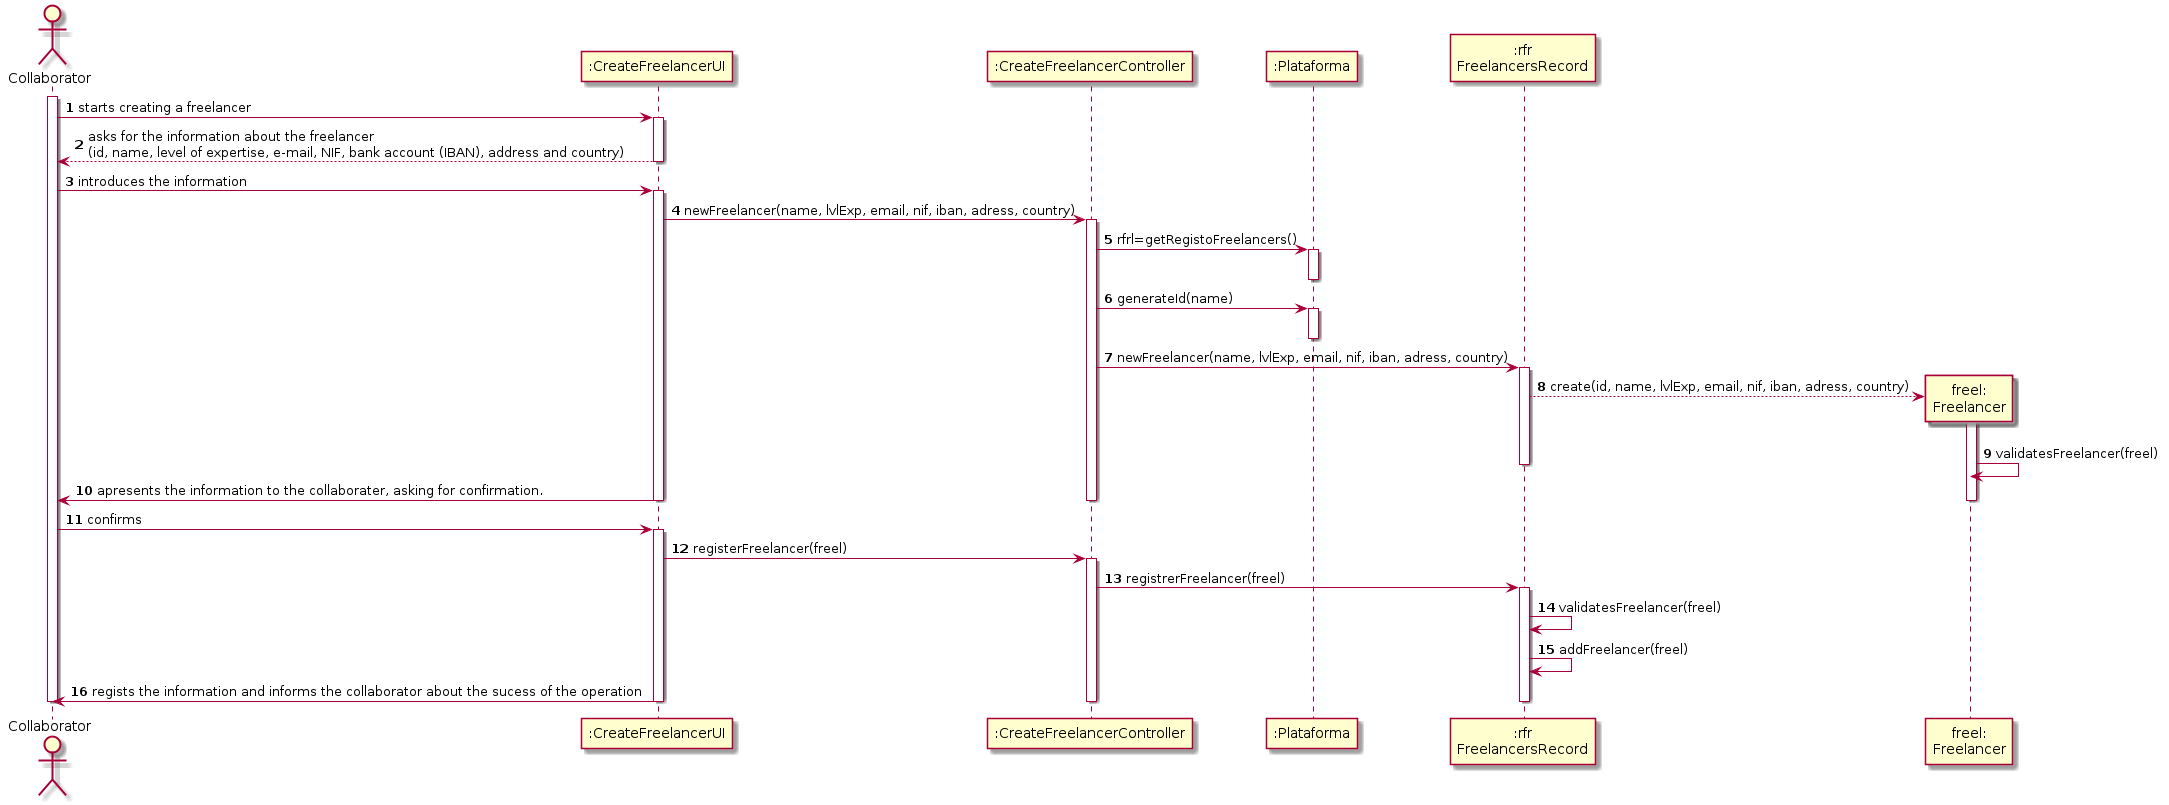 Collaborator
:CreateFreelancerUI
:CreateFreelancerController
:Plataforma
:rfr
FreelancersRecord
1 starts creating a freelancer
2 asks for the information about the freelancer
(id, name, level of expertise, e-mail, NIF, bank account (IBAN), address and country)
3 introduces the information
4 newFreelancer(name, lvlExp, email, nif, iban, adress, country)
5 rfrl=getRegistoFreelancers()
6 generateId(name)
7 newFreelancer(name, lvlExp, email, nif, iban, adress, country)
8 create(id, name, lvlExp, email, nif, iban, adress, country)
freel:
Freelancer
9 validatesFreelancer(freel)
10 apresents the information to the collaborater, asking for confirmation.
11 confirms
12 registerFreelancer(freel)
13 registrerFreelancer(freel)
14 validatesFreelancer(freel)
15 addFreelancer(freel)
16 regists the information and informs the collaborator about the sucess of the operation
Collaborator
:CreateFreelancerUI
:CreateFreelancerController
:Plataforma
:rfr
FreelancersRecord
freel:
Freelancer